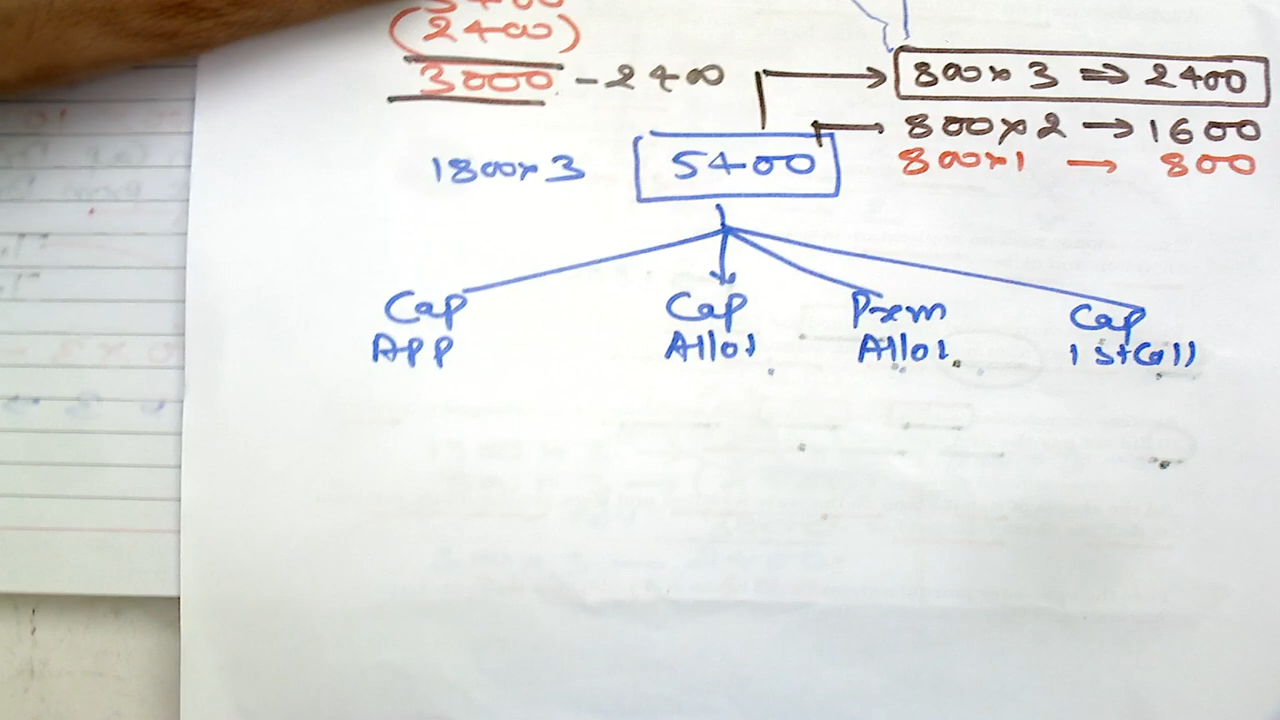 (2400)
3000 - 2400
800 x 3 ⇒ 2400
800 x 2 → 1600
1800 x 3 5400 800 x 1 → 800
Cap Cap Prem Cap
App Allot Allot 1st Call